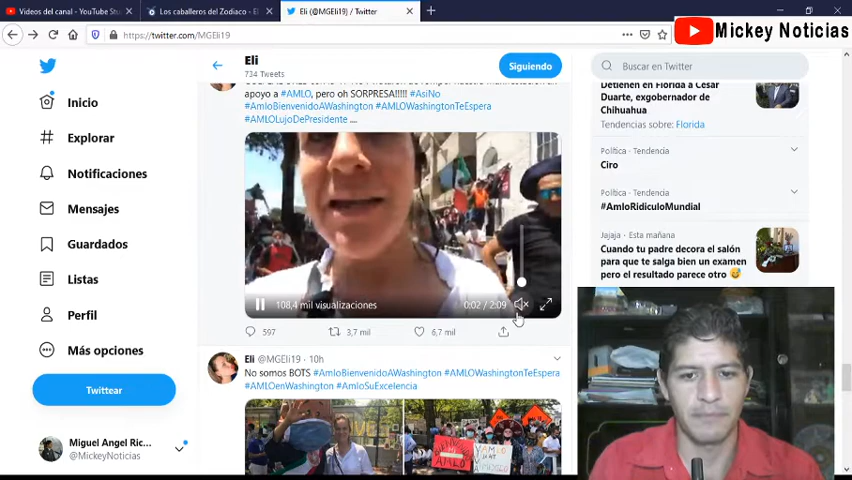 Videos del canal - YouTube Stu
Los caballeros del Zodiaco - El
Eli (@MGEli19) / Twitter
https://twitter.com/MGEli19
Mickey Noticias
Eli
734 Tweets
Siguiendo
Buscar en Twitter
Inicio
Explorar
Notificaciones
Mensajes
Guardados
Listas
Perfil
Más opciones
Twittear
Miguel Angel Ric...
@MickeyNoticias
apoyo a #AMLO, pero oh SORPRESA!!!!! #AsiNo
#AmloBienvenidoAWashington #AMLOWashingtonTeEspera
#AMLOLujoDePresidente ...
108,4 mil visualizaciones
0:02 / 2:09
597
3,7 mil
6,7 mil
Eli @MGEli19 · 10h
No somos BOTS #AmloBienvenidoAWashington #AMLOWashingtonTeEspera
#AMLOenWashington #AmloSuExcelencia
Detienen en Florida a César
Duarte, exgobernador de
Chihuahua
Tendencias sobre: Florida
Política · Tendencia
Ciro
Política · Tendencia
#AmloRidiculoMundial
Jajaja · Esta mañana
Cuando tu padre decora el salón
para que te salga bien un examen
pero el resultado parece otro 😅